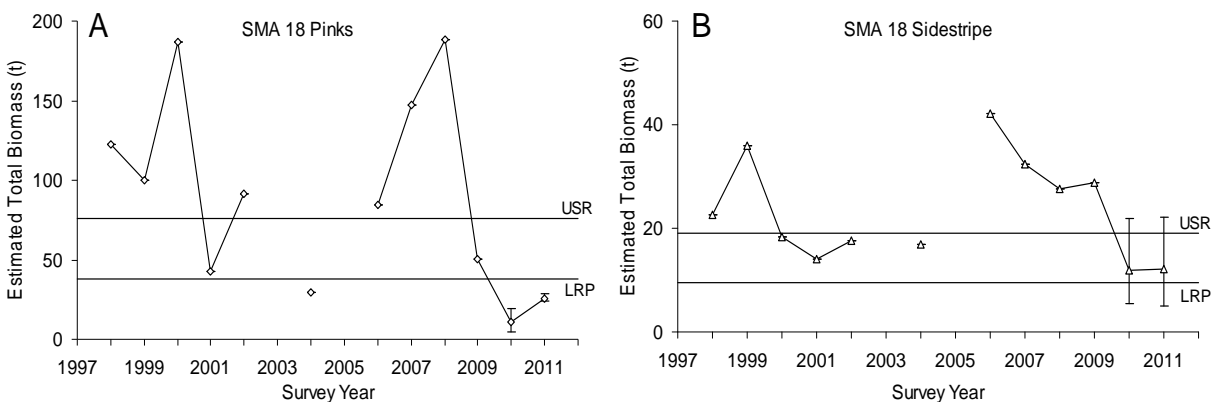 A
SMA 18 Pinks
Estimated Total Biomass (t)
200
150
100
50
0
USR
LRP
1997 1999 2001 2003 2005 2007 2009 2011
Survey Year
B
SMA 18 Sidestripe
Estimated Total Biomass (t)
60
40
20
0
USR
LRP
1997 1999 2001 2003 2005 2007 2009 2011
Survey Year